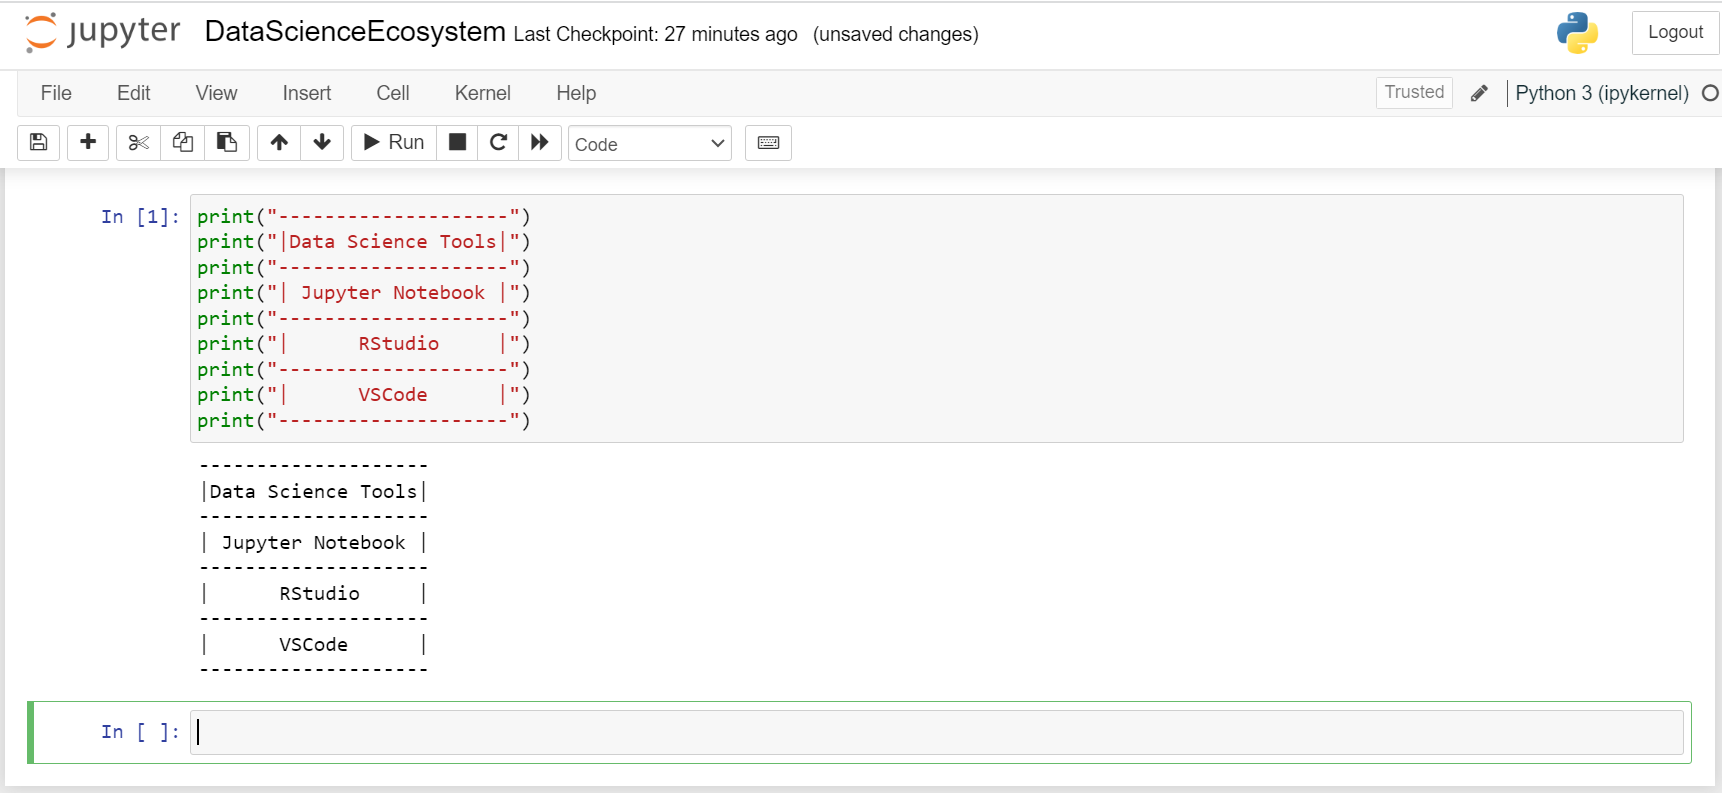 jupyter DataScienceEcosystem Last Checkpoint: 27 minutes ago (unsaved changes) Logout
File Edit View Insert Cell Kernel Help Trusted Python 3 (ipykernel)
Run Code
In [1]: print("--------------------")
print("|Data Science Tools|")
print("--------------------")
print("| Jupyter Notebook |")
print("--------------------")
print("|      RStudio     |")
print("--------------------")
print("|      VSCode      |")
print("--------------------")
--------------------
|Data Science Tools|
--------------------
| Jupyter Notebook |
--------------------
|      RStudio     |
--------------------
|      VSCode      |
--------------------
In [ ]: